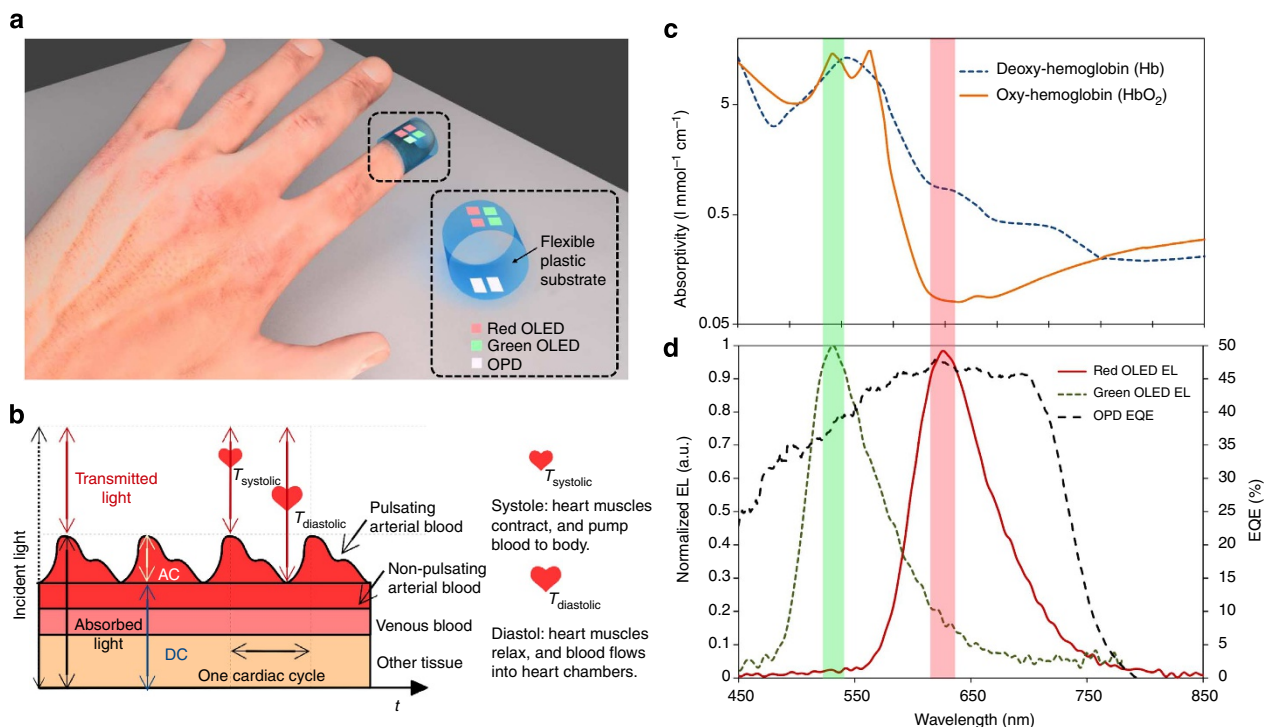 a
Flexible
plastic
substrate
Red OLED
Green OLED
OPD
b
Incident light
Transmitted
light
Tsystolic
Tdiastolic
Pulsating
arterial blood
AC
Non-pulsating
arterial blood
Absorbed
light
Venous blood
DC
Other tissue
One cardiac cycle
t
Tsystolic
Systole: heart muscles
contract, and pump
blood to body.
Tdiastolic
Diastol: heart muscles
relax, and blood flows
into heart chambers.
c
Absorptivity (l mmol⁻¹ cm⁻¹)
5
0.5
0.05
Deoxy-hemoglobin (Hb)
Oxy-hemoglobin (HbO₂)
d
Normalized EL (a.u.)
1
0.9
0.8
0.7
0.6
0.5
0.4
0.3
0.2
0.1
0
Red OLED EL
Green OLED EL
OPD EQE
50
45
40
35
30
25
20
15
10
5
0
EQE (%)
450
550
650
750
850
Wavelength (nm)